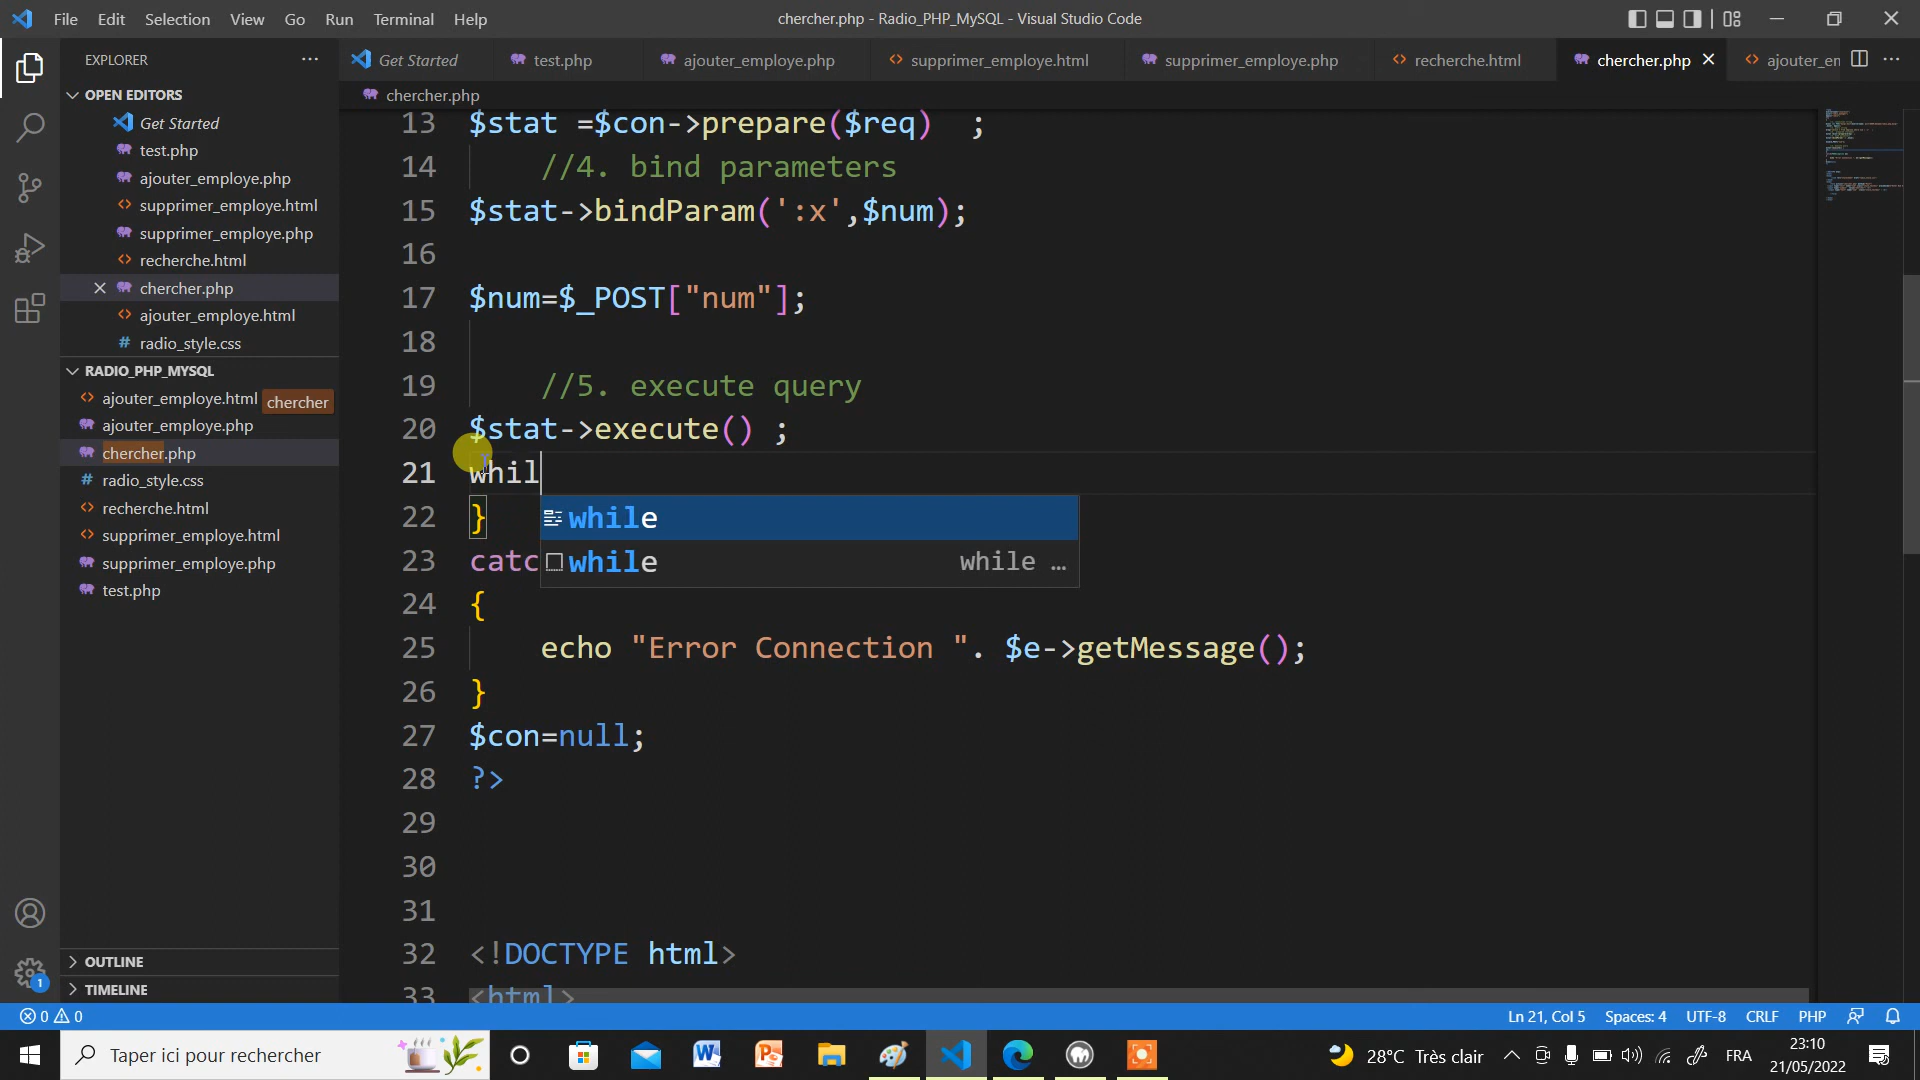 File Edit Selection View Go Run Terminal Help
chercher.php - Radio_PHP_MySQL - Visual Studio Code
EXPLORER
Get Started test.php ajouter_employe.php supprimer_employe.html supprimer_employe.php recherche.html chercher.php ajouter_en
OPEN EDITORS
Get Started
test.php
ajouter_employe.php
supprimer_employe.html
supprimer_employe.php
recherche.html
chercher.php
ajouter_employe.html
radio_style.css
RADIO_PHP_MYSQL
ajouter_employe.html chercher
ajouter_employe.php
chercher.php
radio_style.css
recherche.html
supprimer_employe.html
supprimer_employe.php
test.php
OUTLINE
TIMELINE
chercher.php
13 $stat =$con->prepare($req) ;
14 //4. bind parameters
15 $stat->bindParam(':x',$num);
16
17 $num=$_POST["num"];
18
19 //5. execute query
20 $stat->execute() ;
21 whil
22 } while
23 catc while while ...
24 {
25 echo "Error Connection ". $e->getMessage();
26 }
27 $con=null;
28 ?>
29
30
31
32 <!DOCTYPE html>
33 <html>
0 0 Ln 21, Col 5 Spaces: 4 UTF-8 CRLF PHP
1
Taper ici pour rechercher
28°C Très clair FRA 23:10
21/05/2022